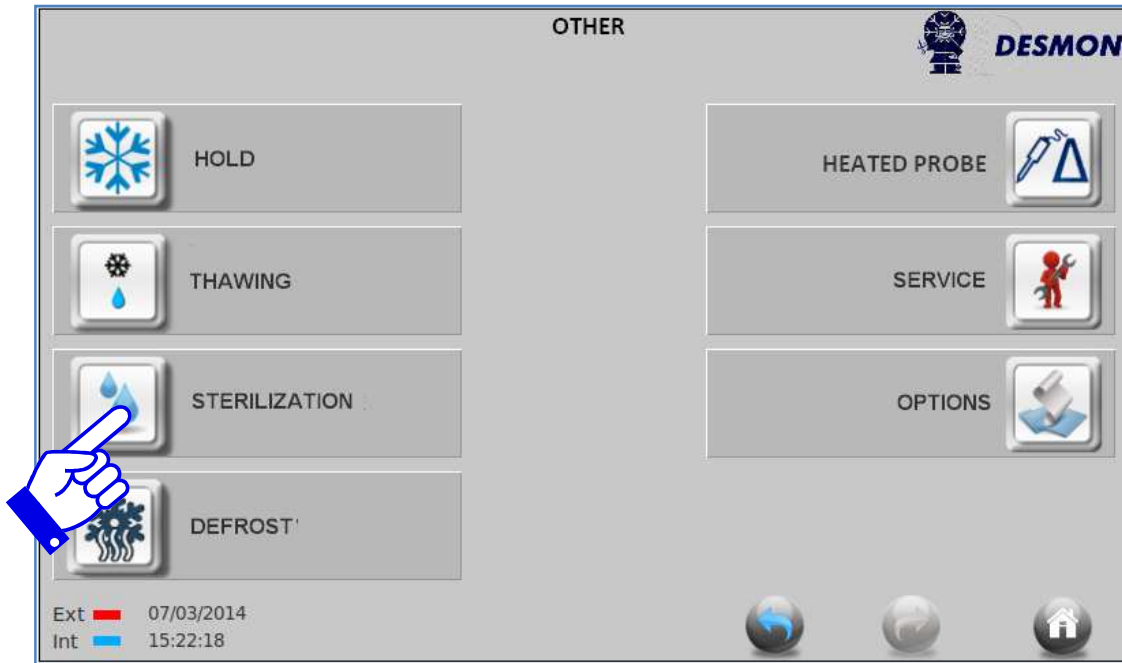 OTHER
DESMON
HOLD
THAWING
STERILIZATION
DEFROST
HEATED PROBE
SERVICE
OPTIONS
Ext 07/03/2014
Int 15:22:18